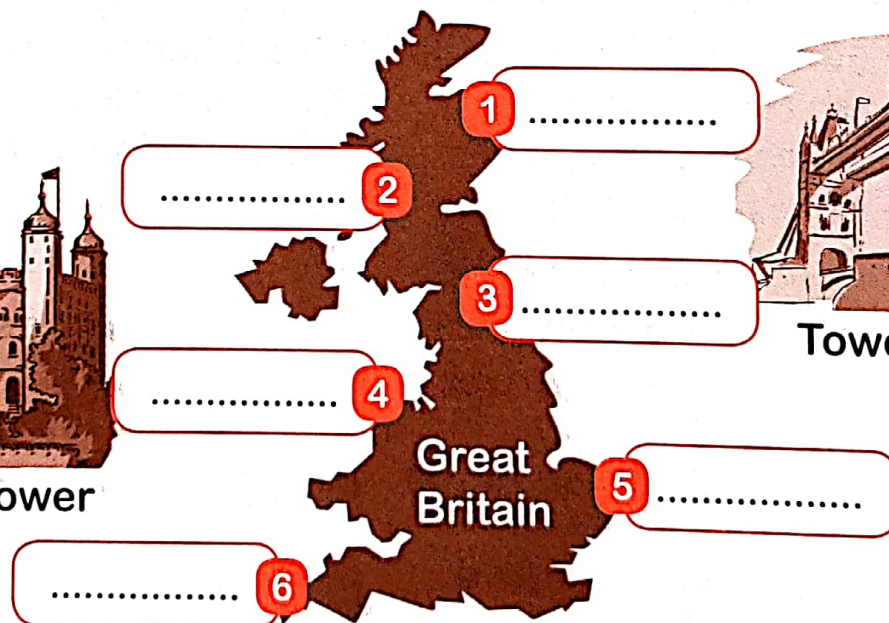 1 ................
2 ................
3 ................
Towe
4 ................
Great
Britain
5 ................
ower
6 ................